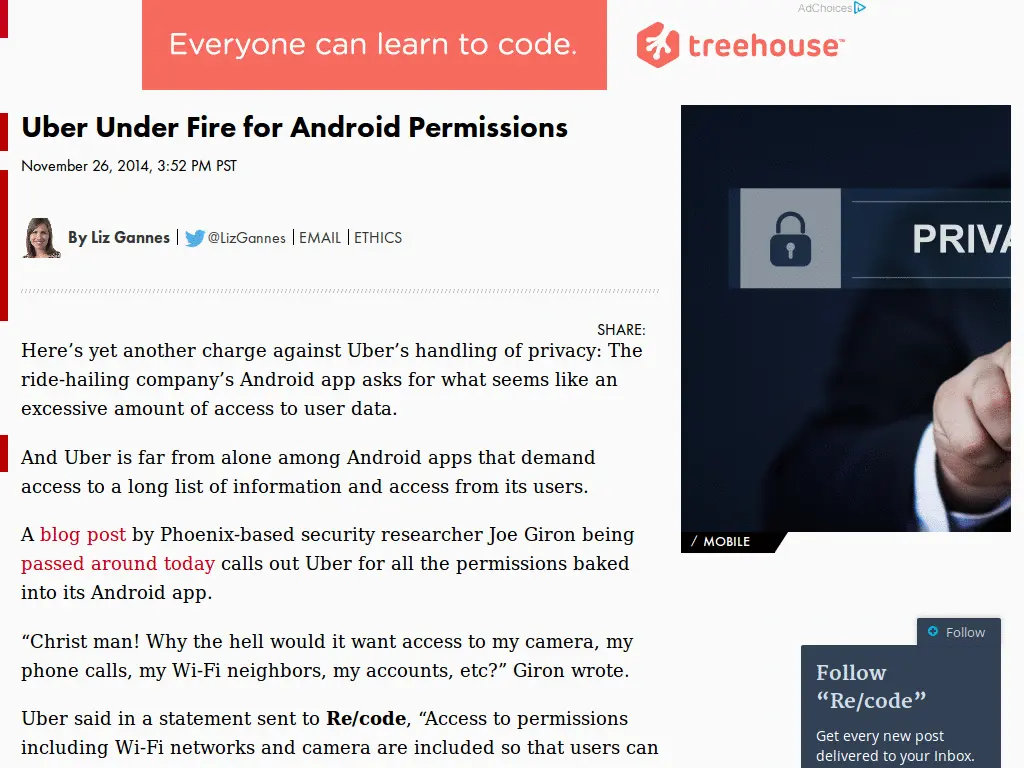 AdChoices
Everyone can learn to code.
treehouse™
Uber Under Fire for Android Permissions
November 26, 2014, 3:52 PM PST
By Liz Gannes | @LizGannes | EMAIL | ETHICS
SHARE:
Here’s yet another charge against Uber’s handling of privacy: The
ride-hailing company’s Android app asks for what seems like an
excessive amount of access to user data.
And Uber is far from alone among Android apps that demand
access to a long list of information and access from its users.
A blog post by Phoenix-based security researcher Joe Giron being
passed around today calls out Uber for all the permissions baked
into its Android app.
“Christ man! Why the hell would it want access to my camera, my
phone calls, my Wi-Fi neighbors, my accounts, etc?” Giron wrote.
Uber said in a statement sent to Re/code, “Access to permissions
including Wi-Fi networks and camera are included so that users can
PRIVA
/ MOBILE
Follow
Follow
“Re/code”
Get every new post
delivered to your Inbox.